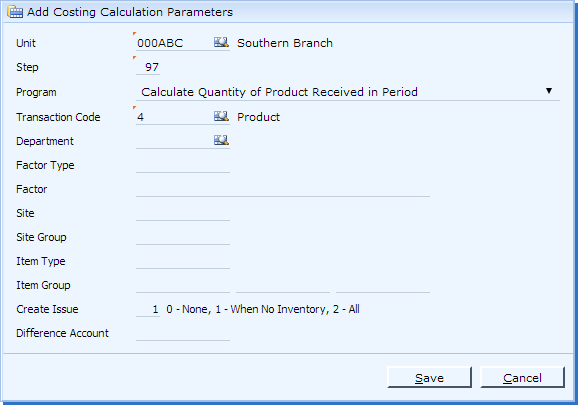 Add Costing Calculation Parameters
Unit 000ABC Southern Branch
Step 97
Program Calculate Quantity of Product Received in Period
Transaction Code 4 Product
Department
Factor Type
Factor
Site
Site Group
Item Type
Item Group
Create Issue 1 0 - None, 1 - When No Inventory, 2 - All
Difference Account
Save Cancel